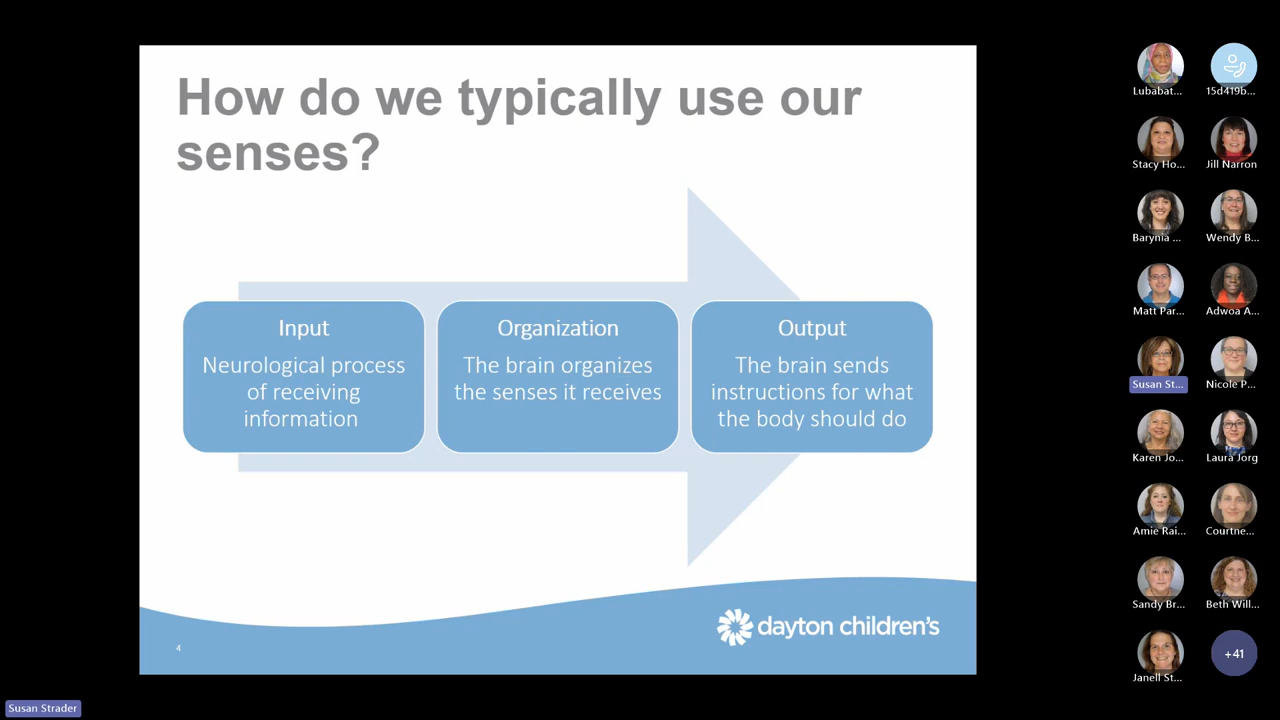 How do we typically use our
senses?
Input
Neurological process
of receiving
information
Organization
The brain organizes
the senses it receives
Output
The brain sends
instructions for what
the body should do
4
dayton children's
Lubabat...
15d419b...
Stacy Ho...
Jill Narron
Barynia ...
Wendy B...
Matt Par...
Adwoa A...
Susan St...
Nicole P...
Karen Jo...
Laura Jorg
Amie Rai...
Courtne...
Sandy Br...
Beth Will...
Janell St...
+41
Susan Strader